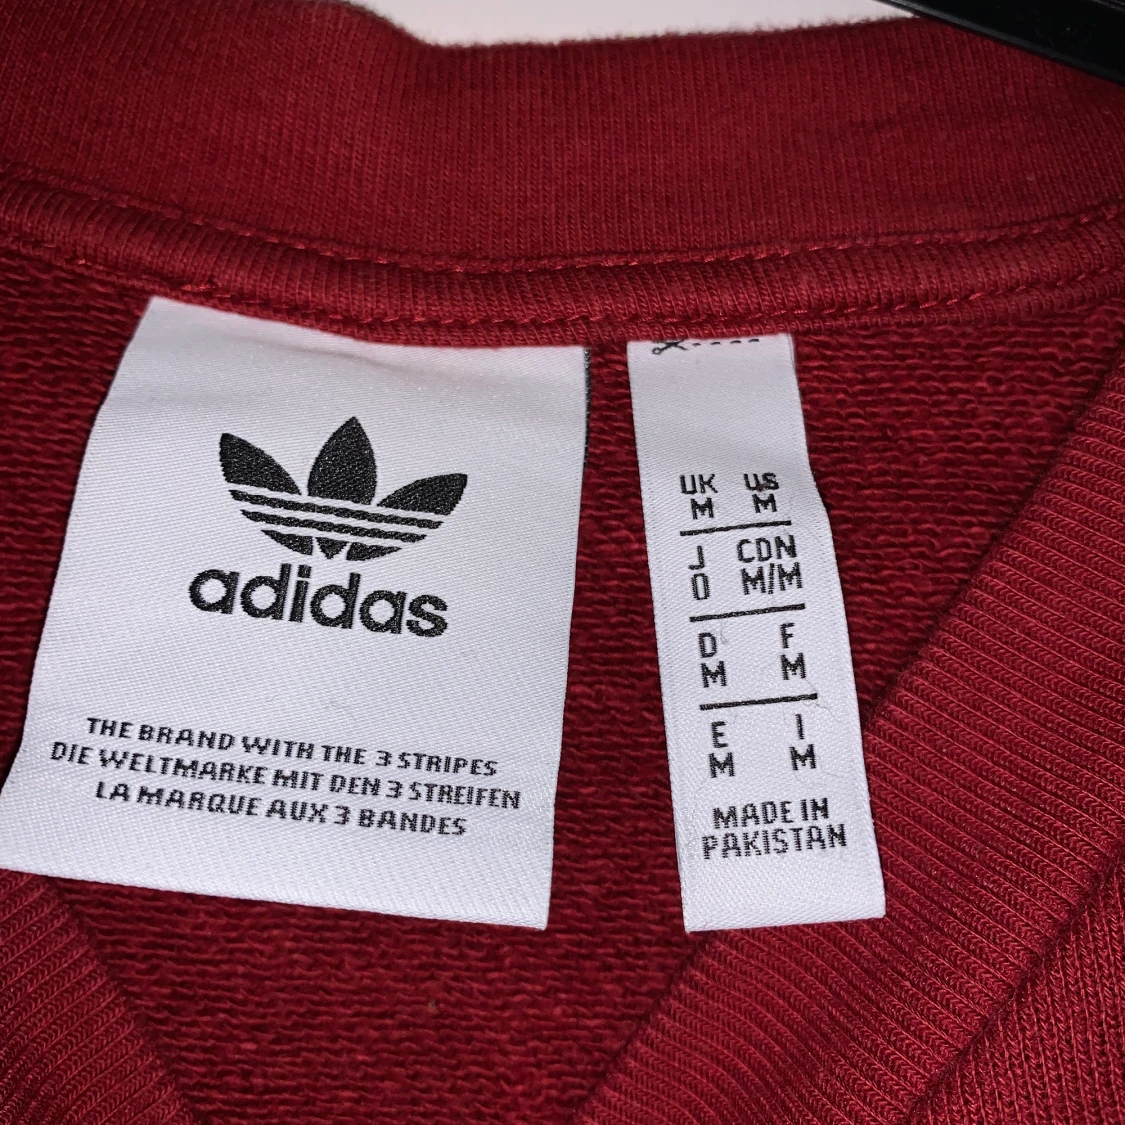 adidas
THE BRAND WITH THE 3 STRIPES
DIE WELTMARKE MIT DEN 3 STREIFEN
LA MARQUE AUX 3 BANDES
UK US
M M
J CDN
O M/M
D F
M M
E I
M M
MADE IN
PAKISTAN